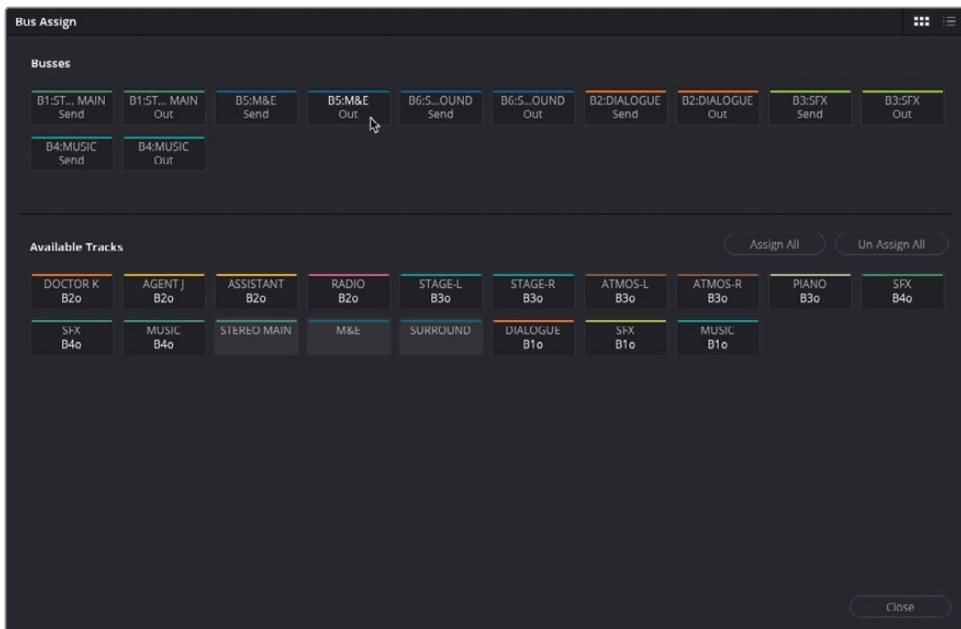 Bus Assign
Busses
B1:ST... MAIN B1:ST... MAIN B5:M&E B5:M&E B6:S...OUND B6:S...OUND B2:DIALOGUE B2:DIALOGUE B3:SFX B3:SFX
Send Out Send Out Send Out Send Out Send Out
B4:MUSIC B4:MUSIC
Send Out
Available Tracks Assign All Un-Assign All
DOCTOR K AGENT J ASSISTANT RADIO STAGE-L STAGE-R ATMOS-L ATMOS-R PIANO SFX
B2o B2o B2o B2o B3o B3o B3o B3o B3o B4o
SFX MUSIC STEREO MAIN M&E SURROUND DIALOGUE SFX MUSIC
B4o B4o B1o B1o B1o
Close